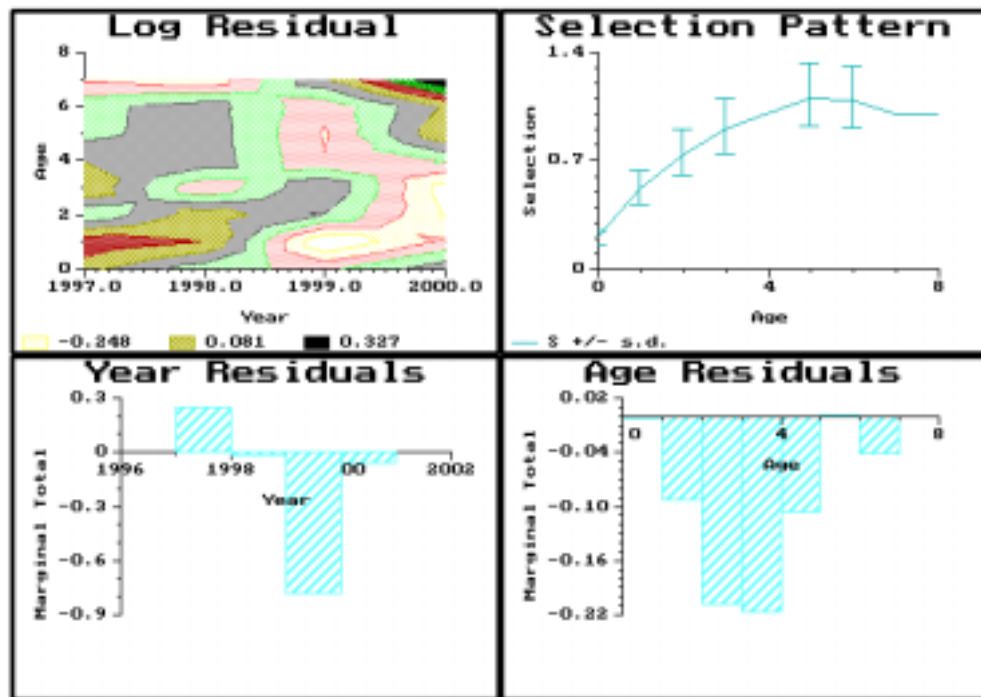 Log Residual
8
6
4
2
0
Age
1997.0 1998.0 1999.0 2000.0
Year
-0.248 0.081 0.327
Selection Pattern
1.4
0.7
0
Selection
0 4 8
Age
S +/- s.d.
Year Residuals
0.3
0
-0.3
-0.6
-0.9
Marginal Total
1996 1998 00 2002
Year
Age Residuals
0.02
-0.04
-0.10
-0.16
-0.22
Marginal Total
0 4 8
Age